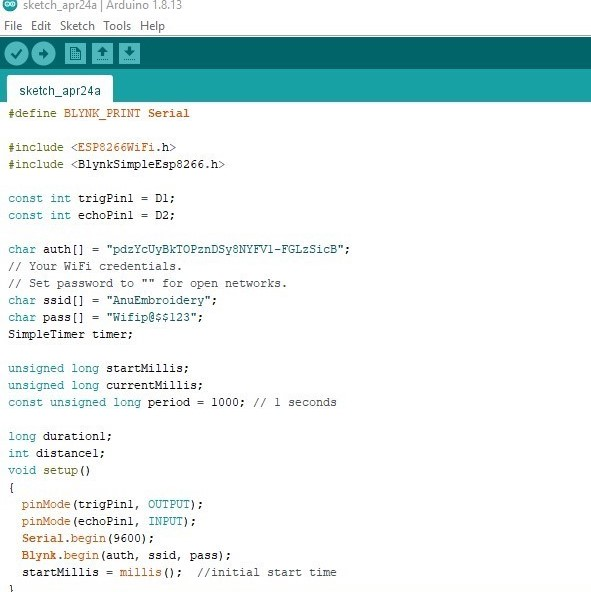 sketch_apr24a | Arduino 1.8.13
File Edit Sketch Tools Help
sketch_apr24a
#define BLYNK_PRINT Serial
#include <ESP8266WiFi.h>
#include <BlynkSimpleEsp8266.h>
const int trigPin1 = D1;
const int echoPin1 = D2;
char auth[] = "pdzYcUyBkTOPznDSy8NYFVl-FGLzSicB";
// Your WiFi credentials.
// Set password to "" for open networks.
char ssid[] = "AnuEmbroidery";
char pass[] = "Wifip@$$123";
SimpleTimer timer;
unsigned long startMillis;
unsigned long currentMillis;
const unsigned long period = 1000; // 1 seconds
long duration1;
int distance1;
void setup()
{
  pinMode(trigPin1, OUTPUT);
  pinMode(echoPin1, INPUT);
  Serial.begin(9600);
  Blynk.begin(auth, ssid, pass);
  startMillis = millis();  //initial start time
}